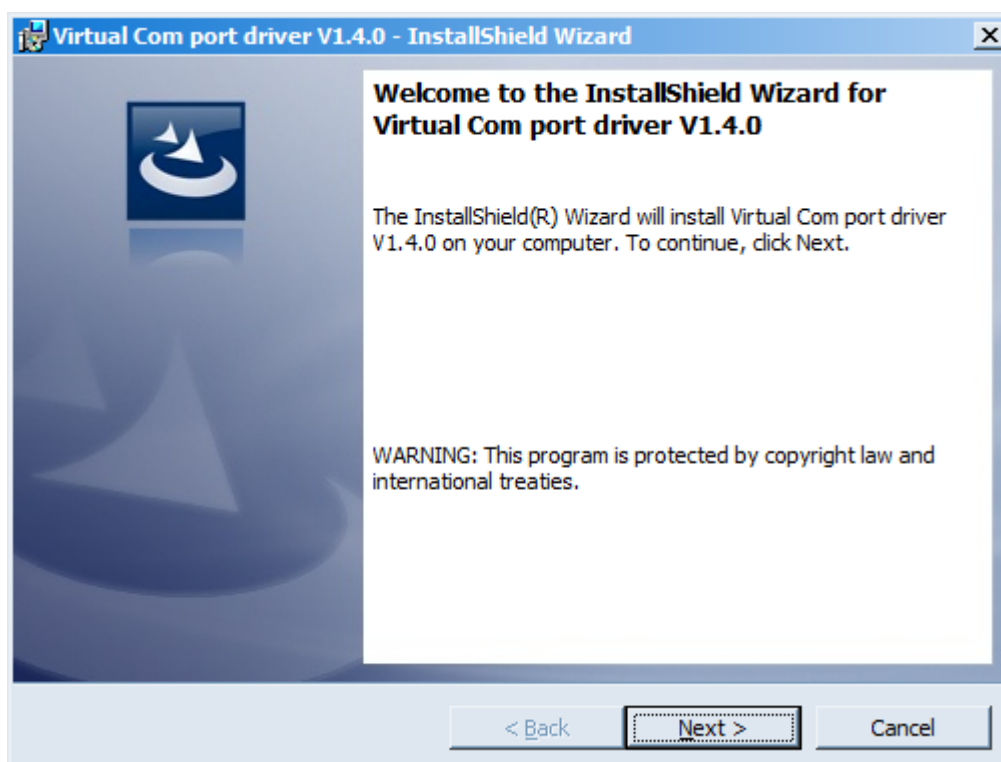 Virtual Com port driver V1.4.0 - InstallShield Wizard
Welcome to the InstallShield Wizard for
Virtual Com port driver V1.4.0
The InstallShield(R) Wizard will install Virtual Com port driver
V1.4.0 on your computer. To continue, click Next.
WARNING: This program is protected by copyright law and
international treaties.
< Back
Next >
Cancel